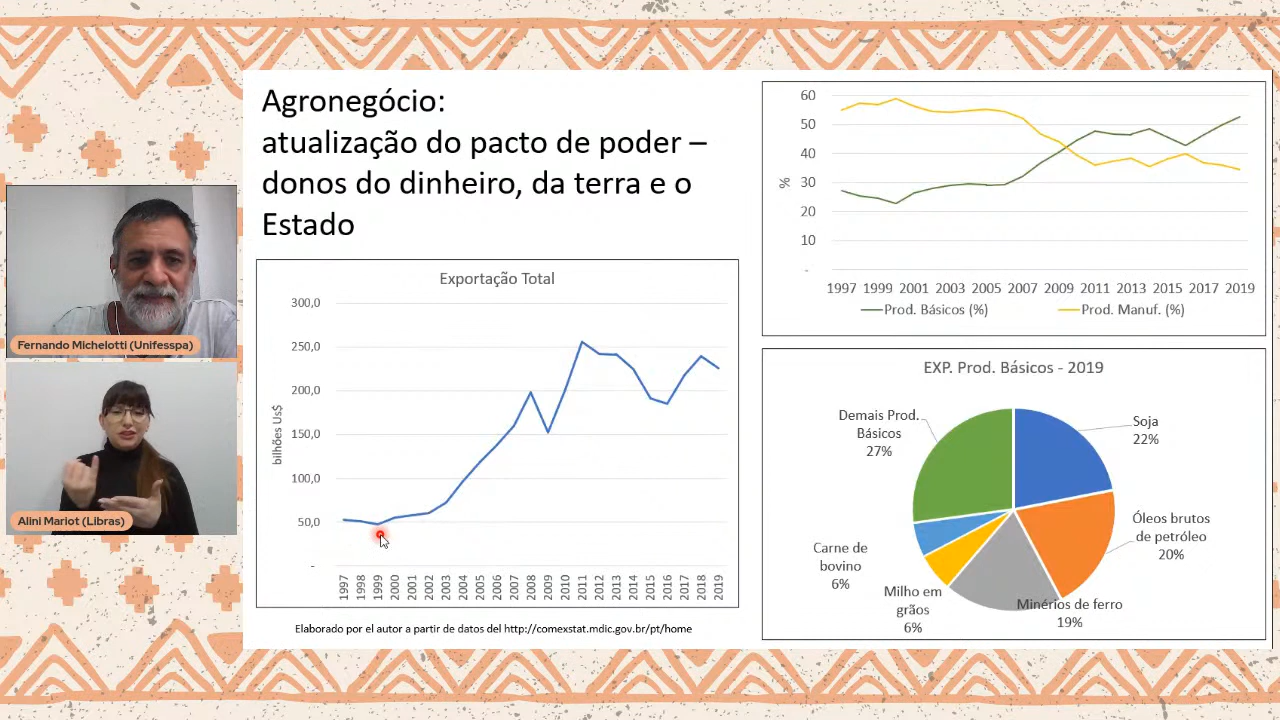 Agronegócio:
atualização do pacto de poder –
donos do dinheiro, da terra e o
Estado
Fernando Michelotti (Unifesspa)
Alini Mariot (Libras)
Exportação Total
bilhões Us$
300,0
250,0
200,0
150,0
100,0
50,0
-
1997 1998 1999 2000 2001 2002 2003 2004 2005 2006 2007 2008 2009 2010 2011 2012 2013 2014 2015 2016 2017 2018 2019
Elaborado por el autor a partir de datos del http://comexstat.mdic.gov.br/pt/home
%
60
50
40
30
20
10
-
1997 1999 2001 2003 2005 2007 2009 2011 2013 2015 2017 2019
Prod. Básicos (%) Prod. Manuf. (%)
EXP. Prod. Básicos - 2019
Demais Prod.
Básicos
27%
Soja
22%
Óleos brutos
de petróleo
20%
Carne de
bovino
6%
Milho em
grãos
6%
Minérios de ferro
19%